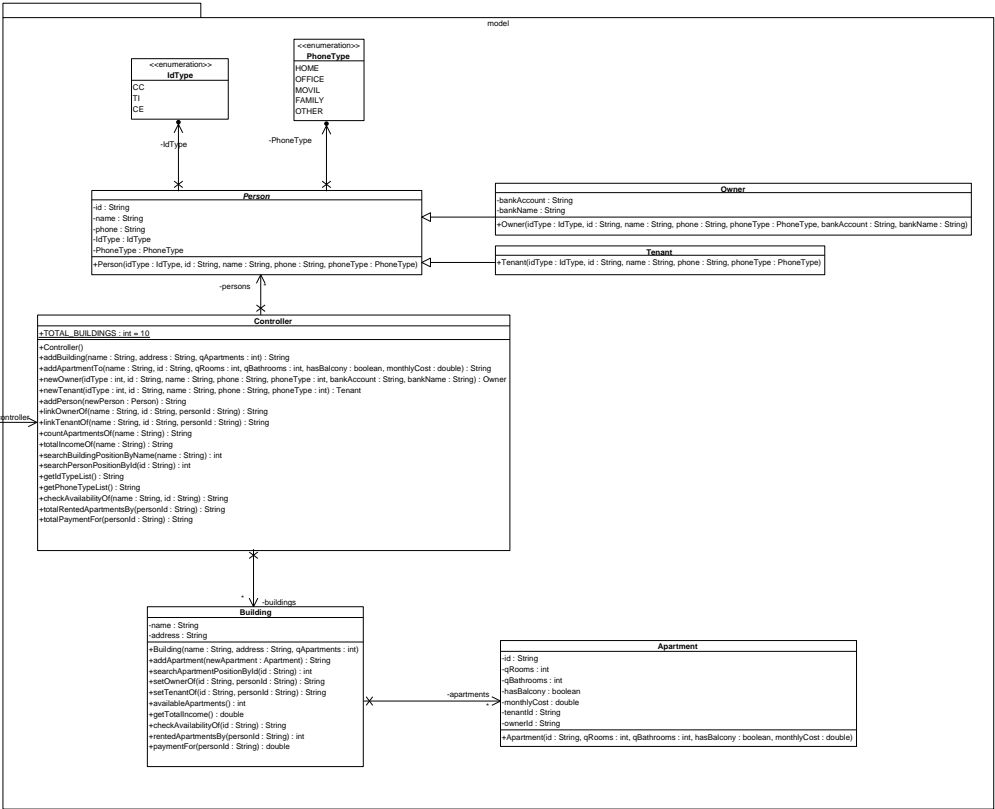 model
<<enumeration>>
IdType
CC
TI
CE
<<enumeration>>
PhoneType
HOME
OFFICE
MOVIL
FAMILY
OTHER
-IdType
-PhoneType
Person
-id : String
-name : String
-phone : String
-IdType : IdType
-PhoneType : PhoneType
+Person(idType : IdType, id : String, name : String, phone : String, phoneType : PhoneType)
Owner
-bankAccount : String
-bankName : String
+Owner(idType : IdType, id : String, name : String, phone : String, phoneType : PhoneType, bankAccount : String, bankName : String)
Tenant
+Tenant(idType : IdType, id : String, name : String, phone : String, phoneType : PhoneType)
-persons
*
Controller
+TOTAL_BUILDINGS : int = 10
+Controller()
+addBuilding(name : String, address : String, qApartments : int) : String
+addApartmentTo(name : String, id : String, qRooms : int, qBathrooms : int, hasBalcony : boolean, monthlyCost : double) : String
+newOwner(idType : int, id : String, name : String, phone : String, phoneType : int, bankAccount : String, bankName : String) : Owner
+newTenant(idType : int, id : String, name : String, phone : String, phoneType : int) : Tenant
+addPerson(newPerson : Person) : String
+linkOwnerOf(name : String, id : String, personId : String) : String
+linkTenantOf(name : String, id : String, personId : String) : String
+countApartmentsOf(name : String) : String
+totalIncomeOf(name : String) : String
+searchBuildingPositionByName(name : String) : int
+searchPersonPositionById(id : String) : int
+getIdTypeList() : String
+getPhoneTypeList() : String
+checkAvailabilityOf(name : String, id : String) : String
+totalRentedApartmentsBy(personId : String) : String
+totalPaymentFor(personId : String) : String
ontroller
*
-buildings
Building
-name : String
-address : String
+Building(name : String, address : String, qApartments : int)
+addApartment(newApartment : Apartment) : String
+searchApartmentPositionById(id : String) : int
+setOwnerOf(id : String, personId : String) : String
+setTenantOf(id : String, personId : String) : String
+availableApartments() : int
+getTotalIncome() : double
+checkAvailabilityOf(id : String) : String
+rentedApartmentsBy(personId : String) : int
+paymentFor(personId : String) : double
-apartments
*
Apartment
-id : String
-qRooms : int
-qBathrooms : int
-hasBalcony : boolean
-monthlyCost : double
-tenantId : String
-ownerId : String
+Apartment(id : String, qRooms : int, qBathrooms : int, hasBalcony : boolean, monthlyCost : double)